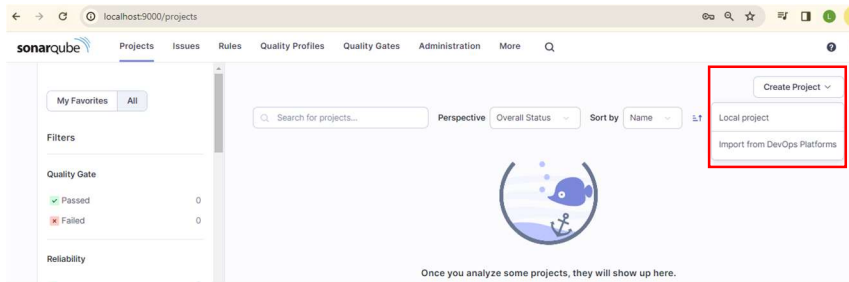 localhost:9000/projects
L
sonarqube Projects Issues Rules Quality Profiles Quality Gates Administration More
Create Project
My Favorites All
Search for projects... Perspective Overall Status Sort by Name
Local project
Filters
Import from DevOps Platforms
Quality Gate
Passed 0
Failed 0
Reliability
Once you analyze some projects, they will show up here.